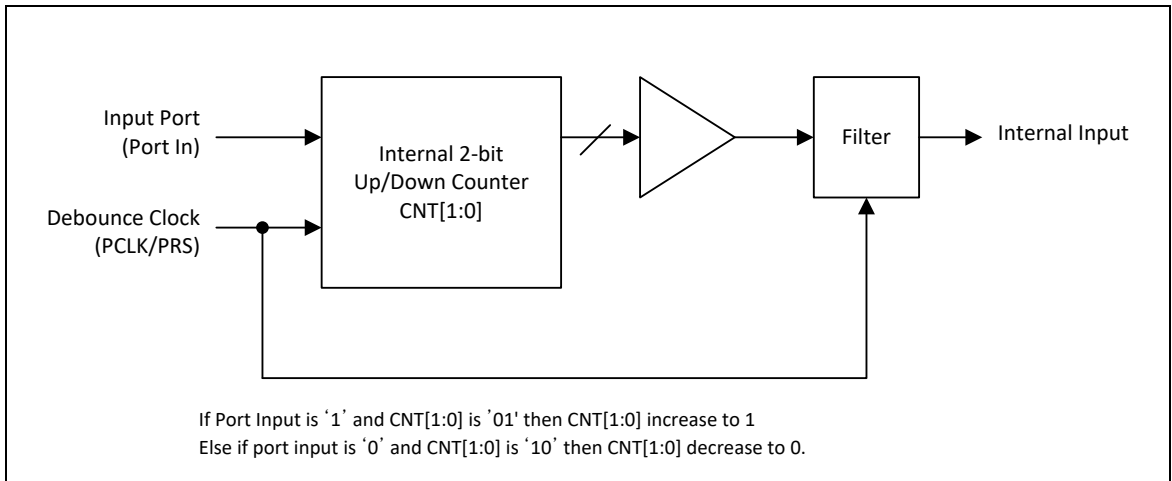 Input Port
(Port In)
Debounce Clock
(PCLK/PRS)
Internal 2-bit
Up/Down Counter
CNT[1:0]
Filter
Internal Input
If Port Input is ‘1’ and CNT[1:0] is ’01' then CNT[1:0] increase to 1
Else if port input is ‘0’ and CNT[1:0] is ‘10’ then CNT[1:0] decrease to 0.